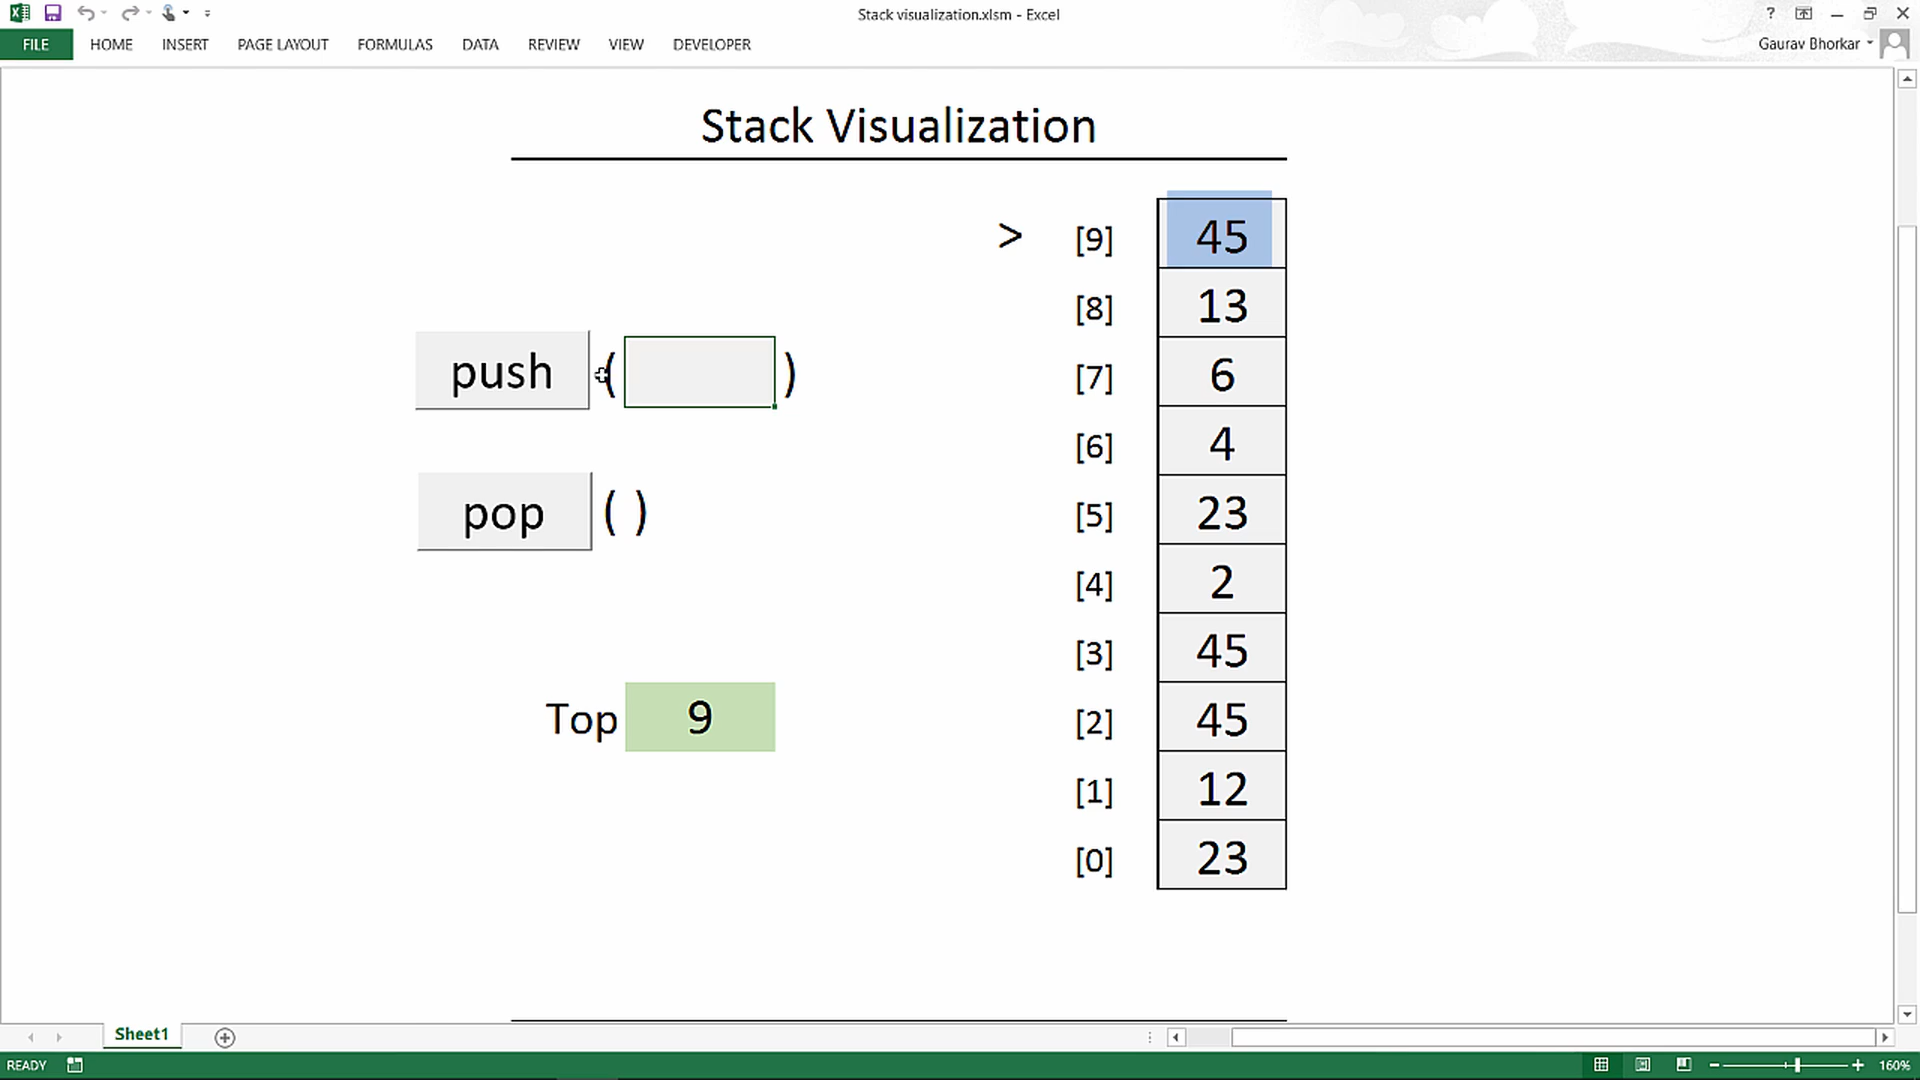 Stack visualization.xlsm - Excel
?
FILE HOME INSERT PAGE LAYOUT FORMULAS DATA REVIEW VIEW DEVELOPER
Gaurav Bhorkar
Stack Visualization
> [9] 45
[8] 13
push ( )
[7] 6
[6] 4
pop ( )
[5] 23
[4] 2
[3] 45
Top 9
[2] 45
[1] 12
[0] 23
Sheet1
READY
160%